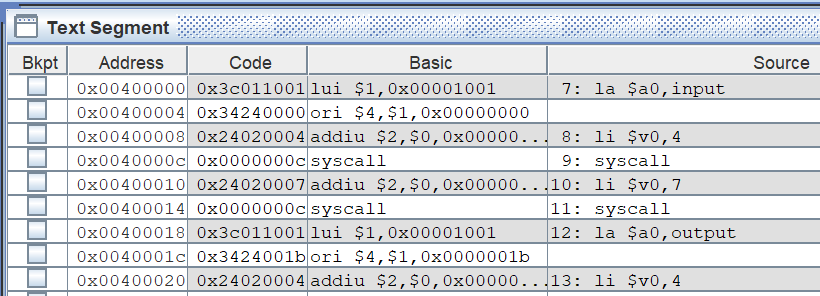 Text Segment
Bkpt Address Code Basic Source
0x00400000 0x3c011001 lui $1,0x00001001 7: la $a0,input
0x00400004 0x34240000 ori $4,$1,0x00000000
0x00400008 0x24020004 addiu $2,$0,0x00000... 8: li $v0,4
0x0040000c 0x0000000c syscall 9: syscall
0x00400010 0x24020007 addiu $2,$0,0x00000... 10: li $v0,7
0x00400014 0x0000000c syscall 11: syscall
0x00400018 0x3c011001 lui $1,0x00001001 12: la $a0,output
0x0040001c 0x3424001b ori $4,$1,0x0000001b
0x00400020 0x24020004 addiu $2,$0,0x00000... 13: li $v0,4